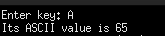 Enter key: A
Its ASCII value is 65